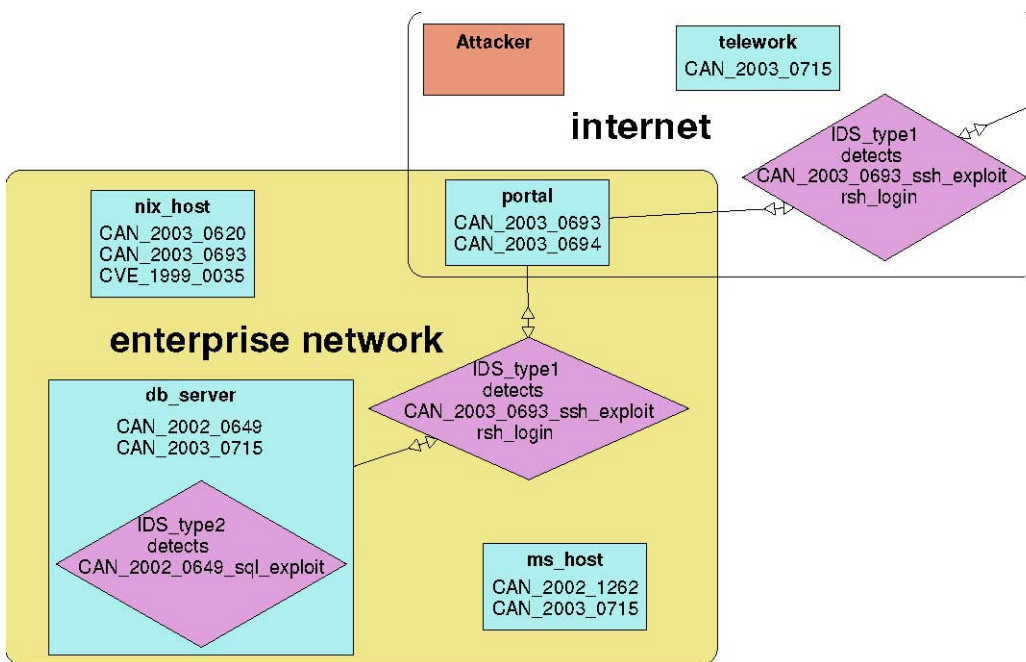 Attacker
telework
CAN_2003_0715
internet
IDS_type1
detects
CAN_2003_0693_ssh_exploit
rsh_login
portal
CAN_2003_0693
CAN_2003_0694
nix_host
CAN_2003_0620
CAN_2003_0693
CVE_1999_0035
enterprise network
IDS_type1
detects
CAN_2003_0693_ssh_exploit
rsh_login
db_server
CAN_2002_0649
CAN_2003_0715
IDS_type2
detects
CAN_2002_0649_sql_exploit
ms_host
CAN_2002_1262
CAN_2003_0715